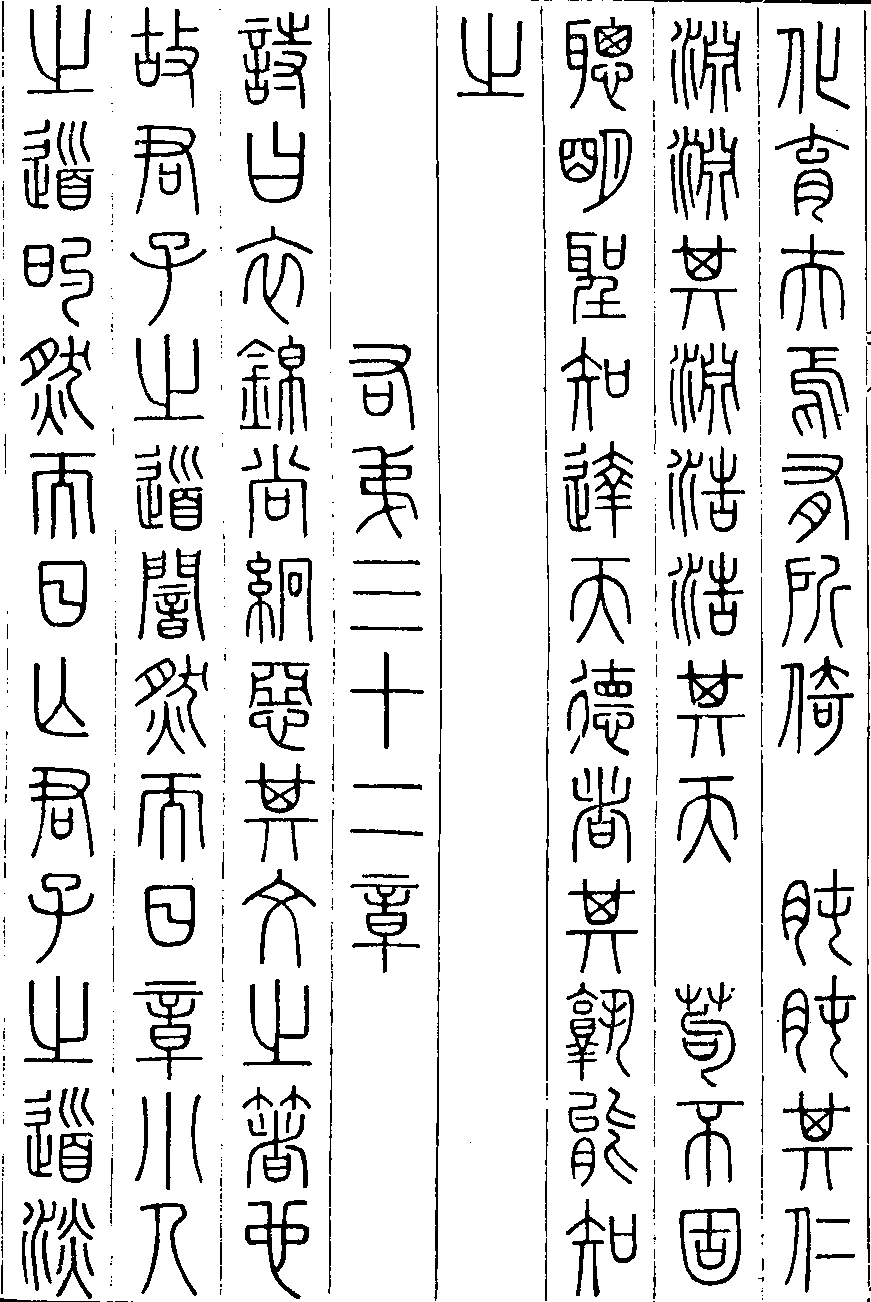 化育夫焉有所倚　肫肫其仁
淵淵其淵浩浩其天　苟不固
聰明聖知達天德者其孰能知
之
右第三十二章
詩曰衣錦尚絅惡其文之著也
故君子之道闇然而日章小人
之道的然而日亡君子之道淡